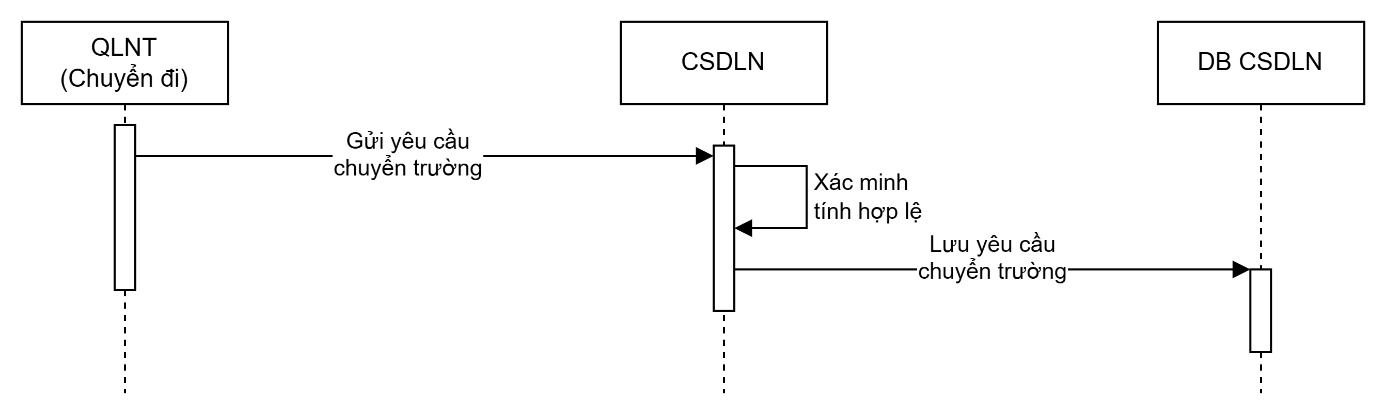 QLNT
(Chuyển đi)
CSDLN
DB CSDLN
Gửi yêu cầu
chuyển trường
Xác minh
tính hợp lệ
Lưu yêu cầu
chuyển trường